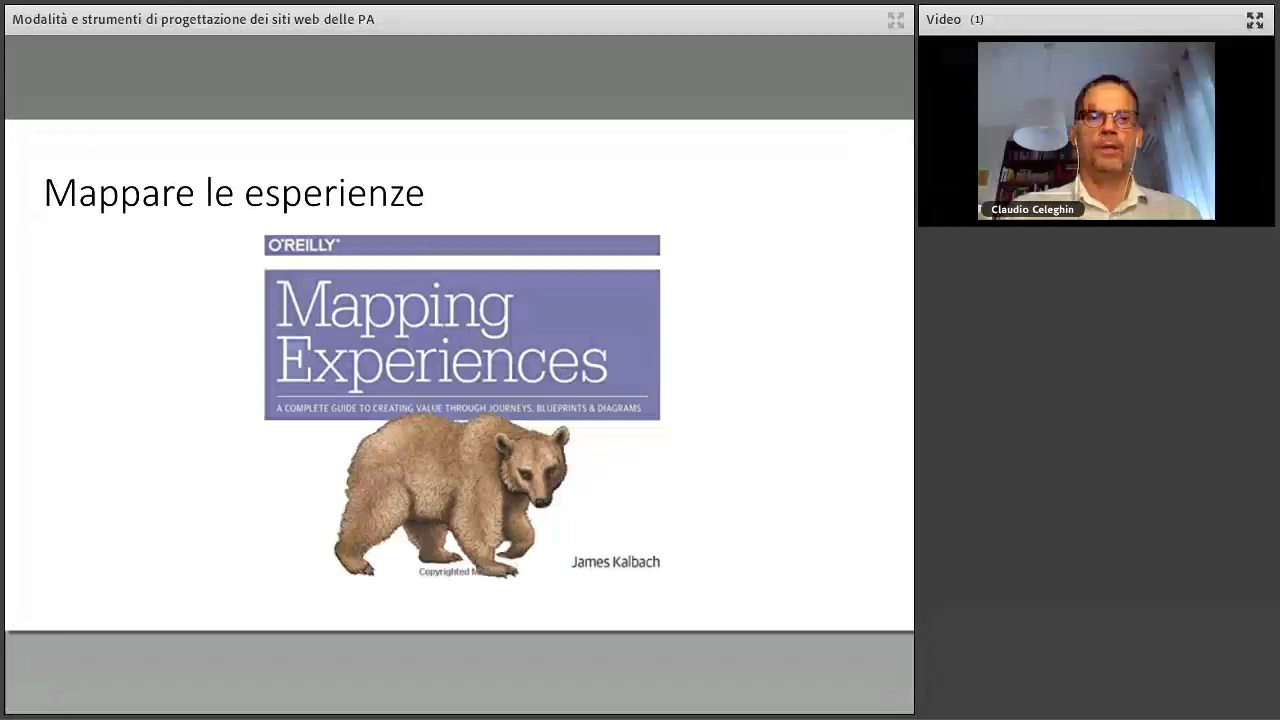 Modalità e strumenti di progettazione dei siti web delle PA
Video (1)
Claudio Celeghin
Mappare le esperienze
O'REILLY®
Mapping
Experiences
A COMPLETE GUIDE TO CREATING VALUE THROUGH JOURNEYS, BLUEPRINTS & DIAGRAMS
James Kalbach
Copyrighted